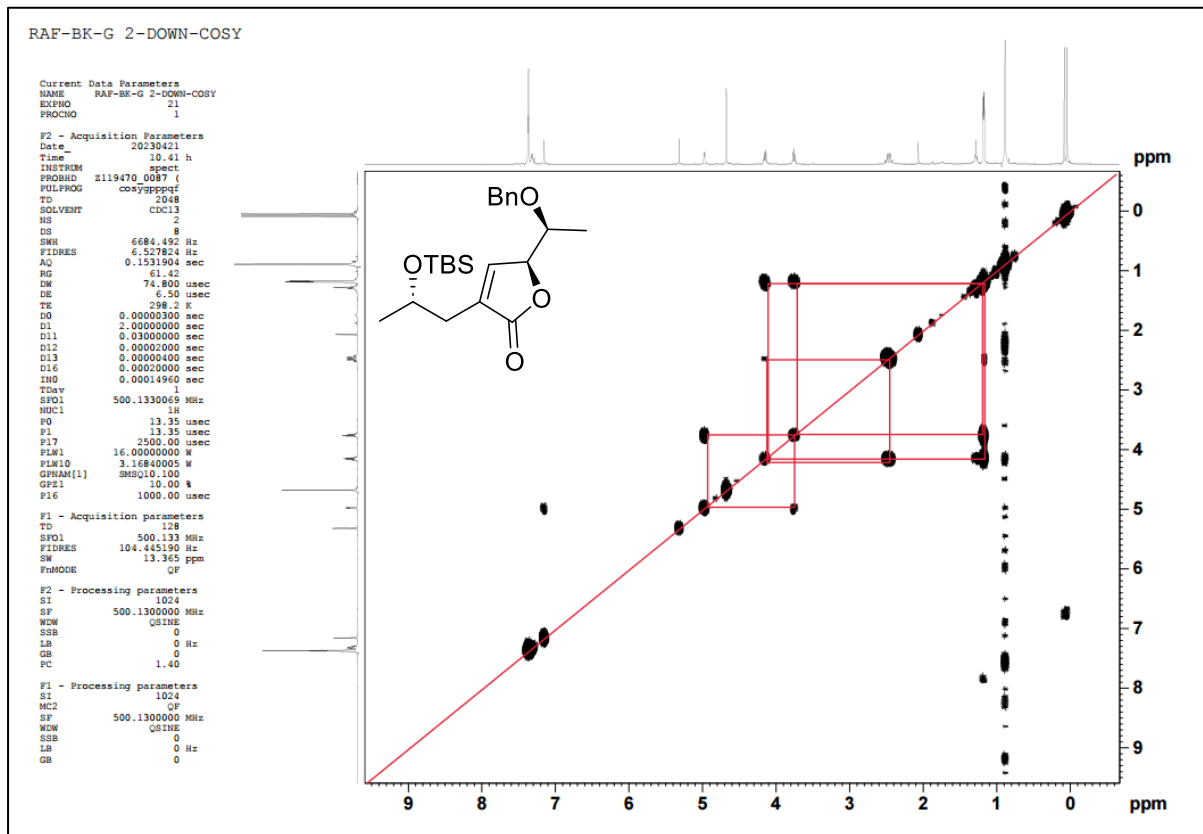 RAF-BK-G 2-DOWN-COSY
Current Data Parameters
NAME RAF-BK-G 2-DOWN-COSY
EXPNO 21
PROCNO 1
F2 - Acquisition Parameters
Date_ 20230421
Time 10.41 h
INSTRUM spect
PROBHD Z119470_0087 (
PULPROG cosygpppqf
TD 2048
SOLVENT CDCl3
NS 2
DS 8
SWH 6684.492 Hz
FIDRES 6.527824 Hz
AQ 0.1531904 sec
RG 61.42
DW 74.800 usec
DE 6.50 usec
TE 298.2 K
D0 0.00000300 sec
D1 2.00000000 sec
D11 0.03000000 sec
D12 0.00002000 sec
D13 0.00000400 sec
D16 0.00020000 sec
IN0 0.00014960 sec
TDav 1
SFO1 500.1330069 MHz
NUC1 1H
P0 13.35 usec
P1 13.35 usec
P17 2500.00 usec
PLW1 16.00000000 W
PLW10 3.16840005 W
GPNAM[1] SMSQ10.100
GPZ1 10.00 %
P16 1000.00 usec
F1 - Acquisition parameters
TD 128
SFO1 500.133 MHz
FIDRES 104.445190 Hz
SW 13.365 ppm
FnMODE QF
F2 - Processing parameters
SI 1024
SF 500.1300000 MHz
WDW QSINE
SSB 0
LB 0 Hz
GB 0
PC 1.40
F1 - Processing parameters
SI 1024
MC2 QF
SF 500.1300000 MHz
WDW QSINE
SSB 0
LB 0 Hz
GB 0
BnO
OTBS
O
O
ppm
0
1
2
3
4
5
6
7
8
9
9 8 7 6 5 4 3 2 1 0 ppm